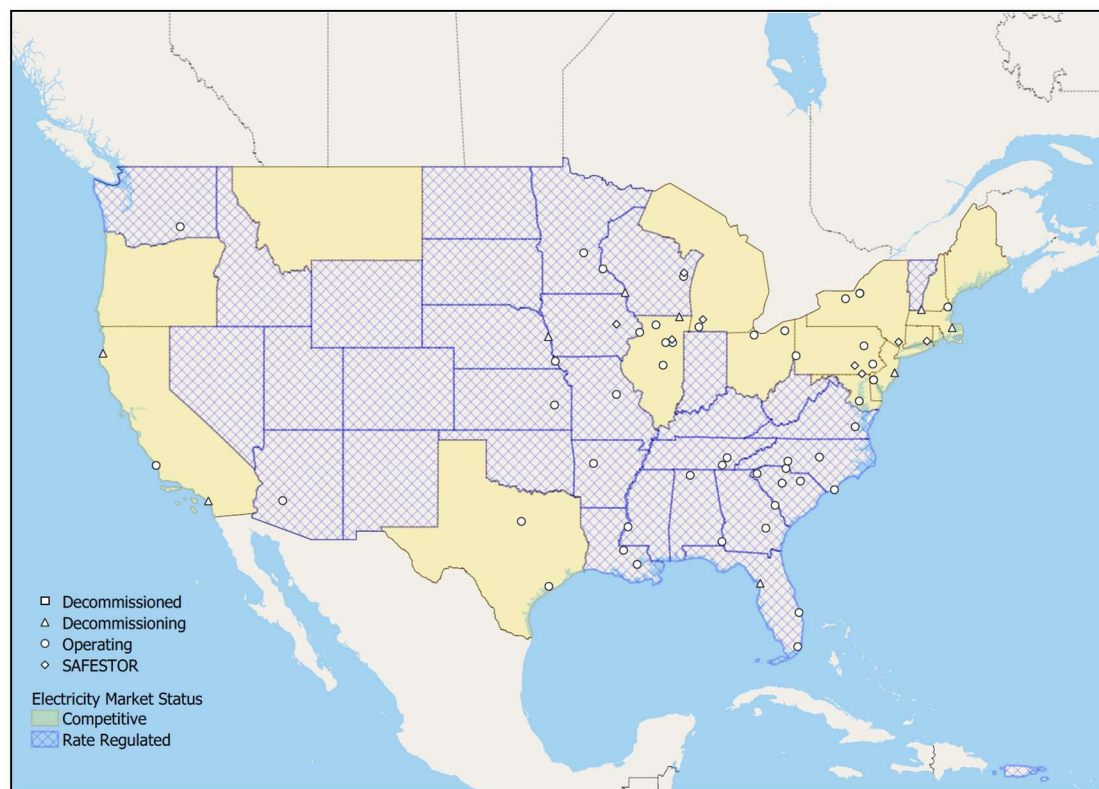 Decommissioned
Decommissioning
Operating
SAFESTOR
Electricity Market Status
Competitive
Rate Regulated